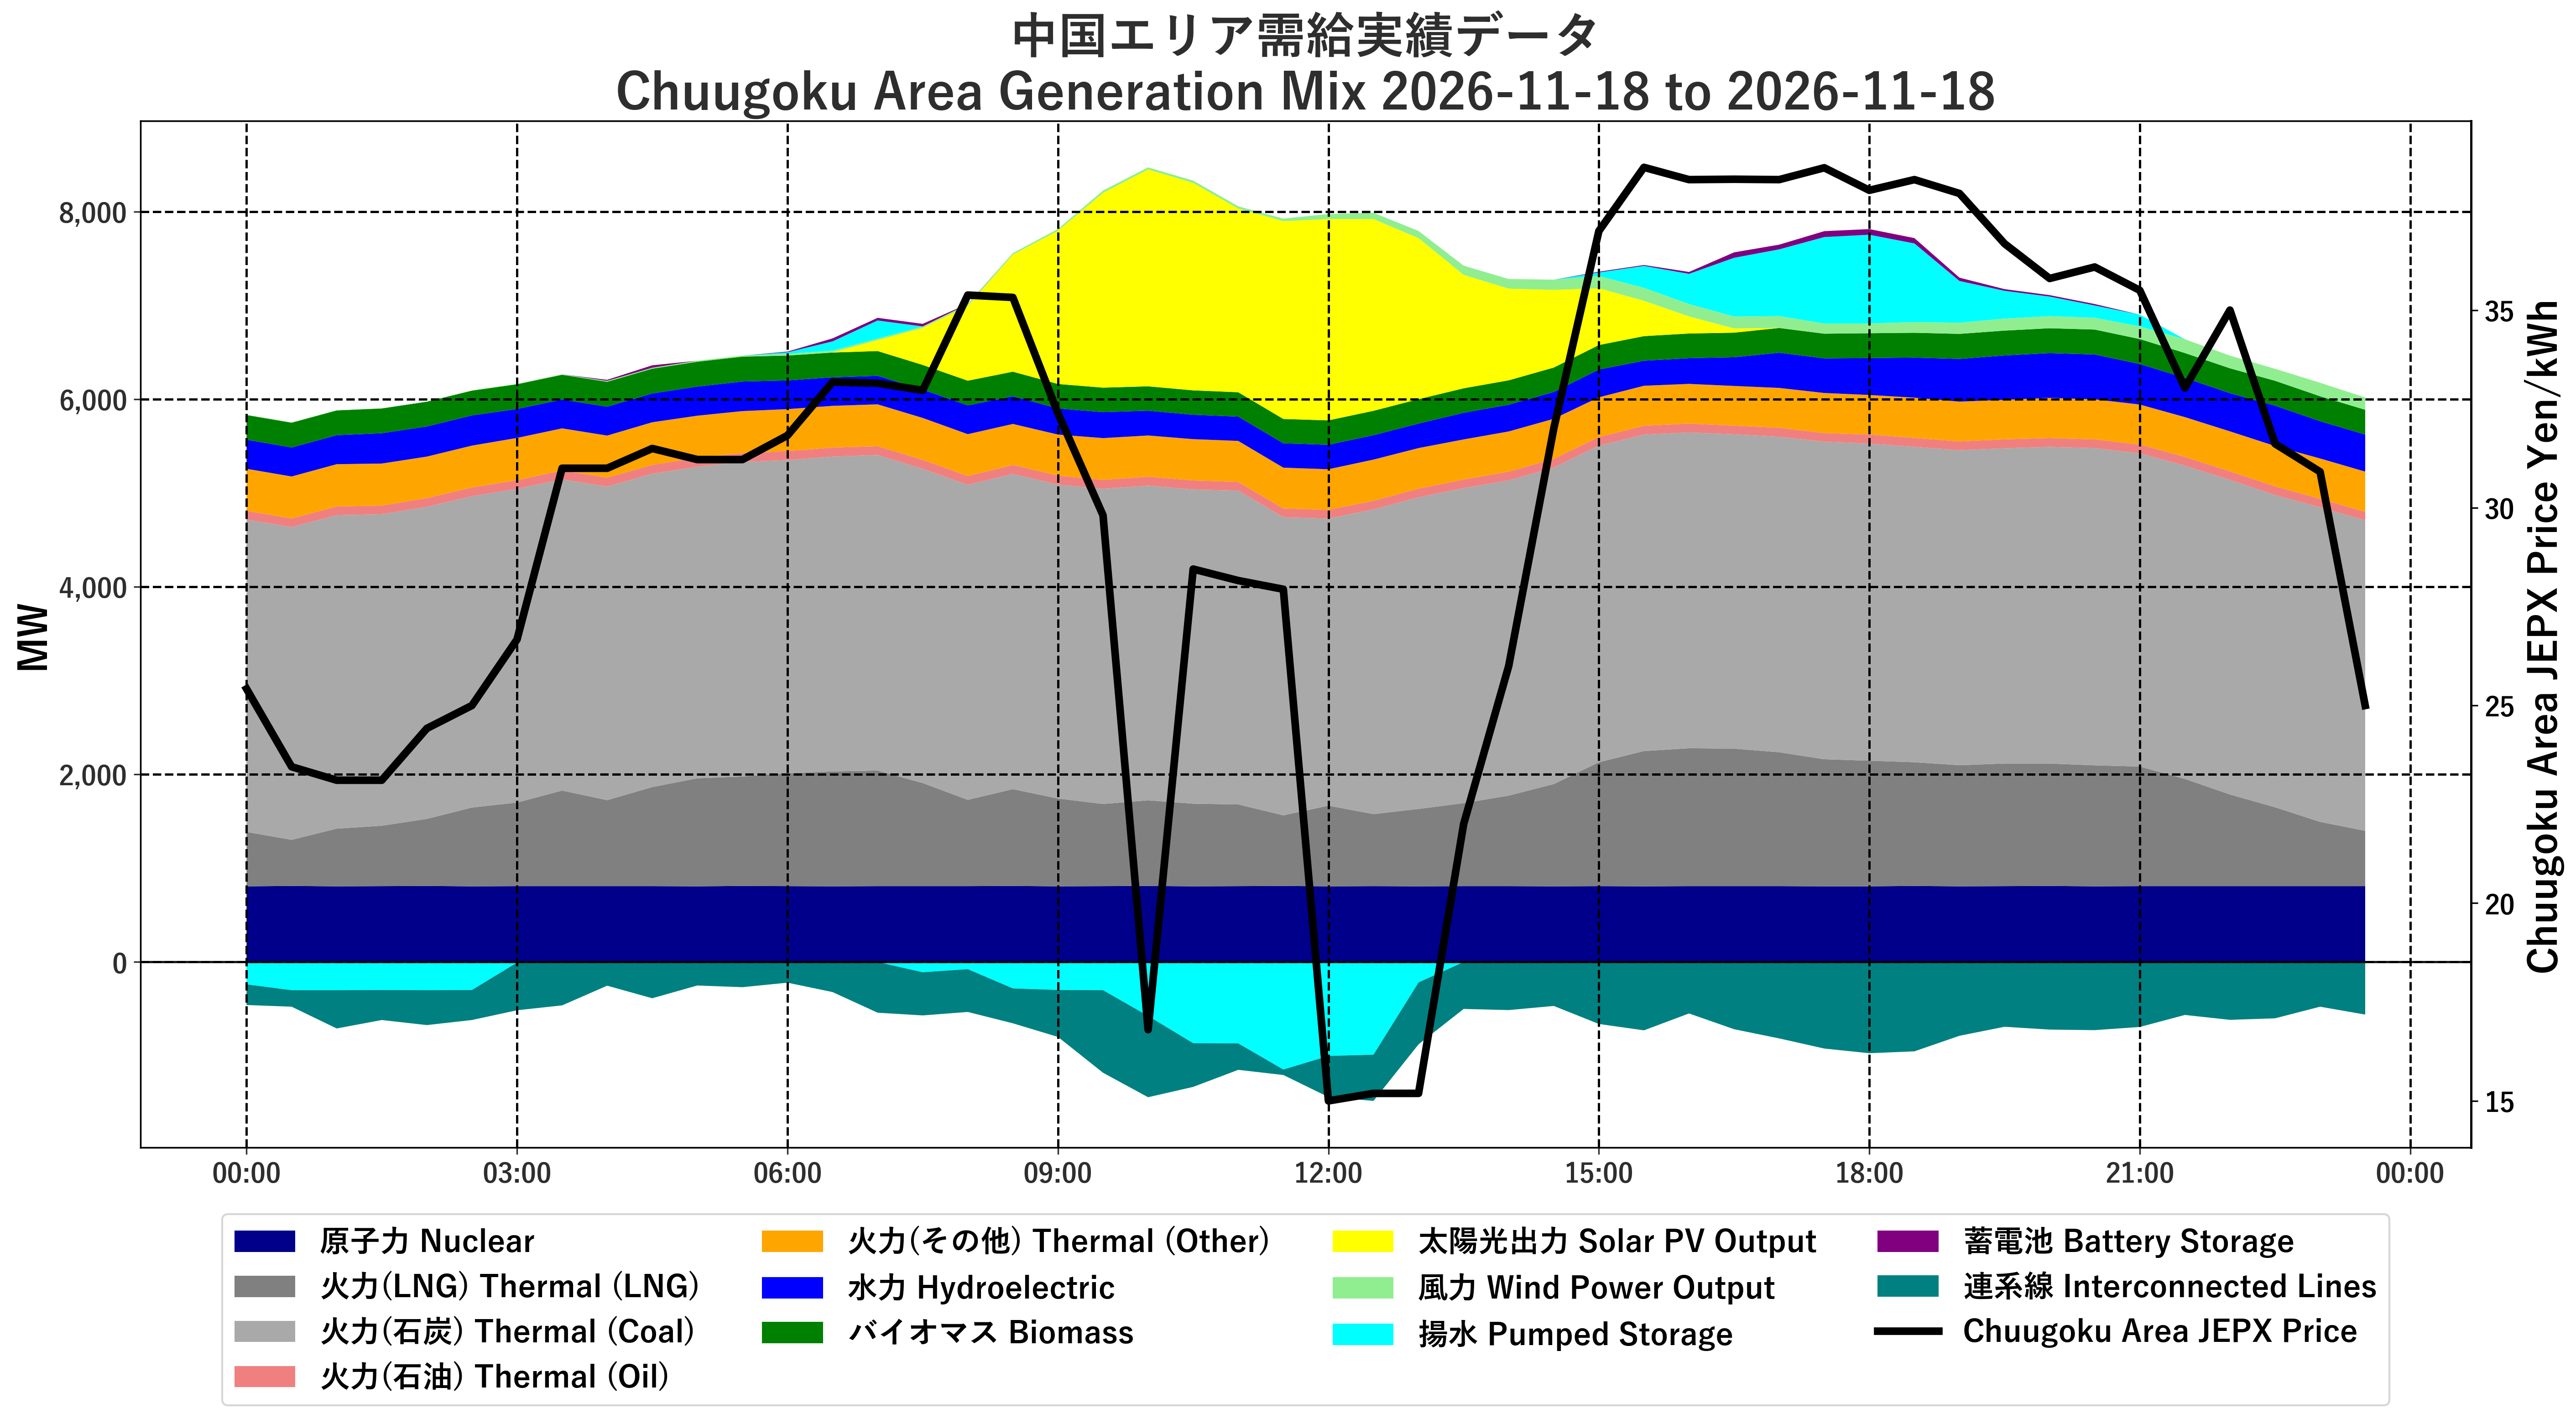 中国エリア需給実績データ
Chuugoku Area Generation Mix 2026-11-18 to 2026-11-18
MW
8,000
6,000
4,000
2,000
0
35
30
25
20
15
Chuugoku Area JEPX Price Yen/kWh
00:00 03:00 06:00 09:00 12:00 15:00 18:00 21:00 00:00
原子力 Nuclear
火力(LNG) Thermal (LNG)
火力(石炭) Thermal (Coal)
火力(石油) Thermal (Oil)
火力(その他) Thermal (Other)
水力 Hydroelectric
バイオマス Biomass
太陽光出力 Solar PV Output
風力 Wind Power Output
揚水 Pumped Storage
蓄電池 Battery Storage
連系線 Interconnected Lines
Chuugoku Area JEPX Price